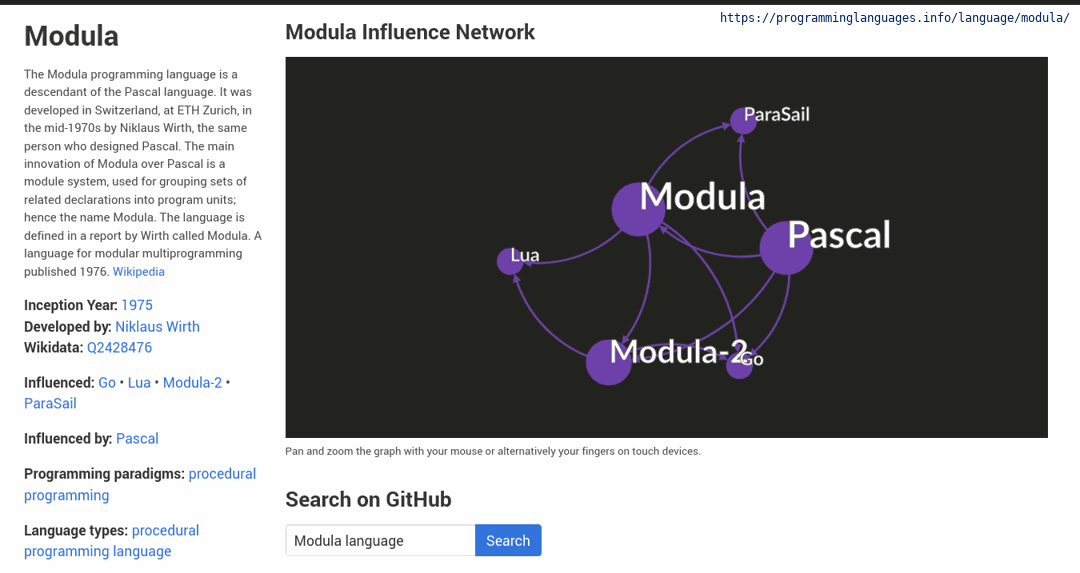 https://programminglanguages.info/language/modula/
Modula
The Modula programming language is a
descendant of the Pascal language. It was
developed in Switzerland, at ETH Zurich, in
the mid-1970s by Niklaus Wirth, the same
person who designed Pascal. The main
innovation of Modula over Pascal is a
module system, used for grouping sets of
related declarations into program units;
hence the name Modula. The language is
defined in a report by Wirth called Modula. A
language for modular multiprogramming
published 1976. Wikipedia
Inception Year: 1975
Developed by: Niklaus Wirth
Wikidata: Q2428476
Influenced: Go • Lua • Modula-2 •
ParaSail
Influenced by: Pascal
Programming paradigms: procedural
programming
Language types: procedural
programming language
Modula Influence Network
ParaSail
Modula
Pascal
Lua
Modula-2
Go
Pan and zoom the graph with your mouse or alternatively your fingers on touch devices.
Search on GitHub
Modula language
Search